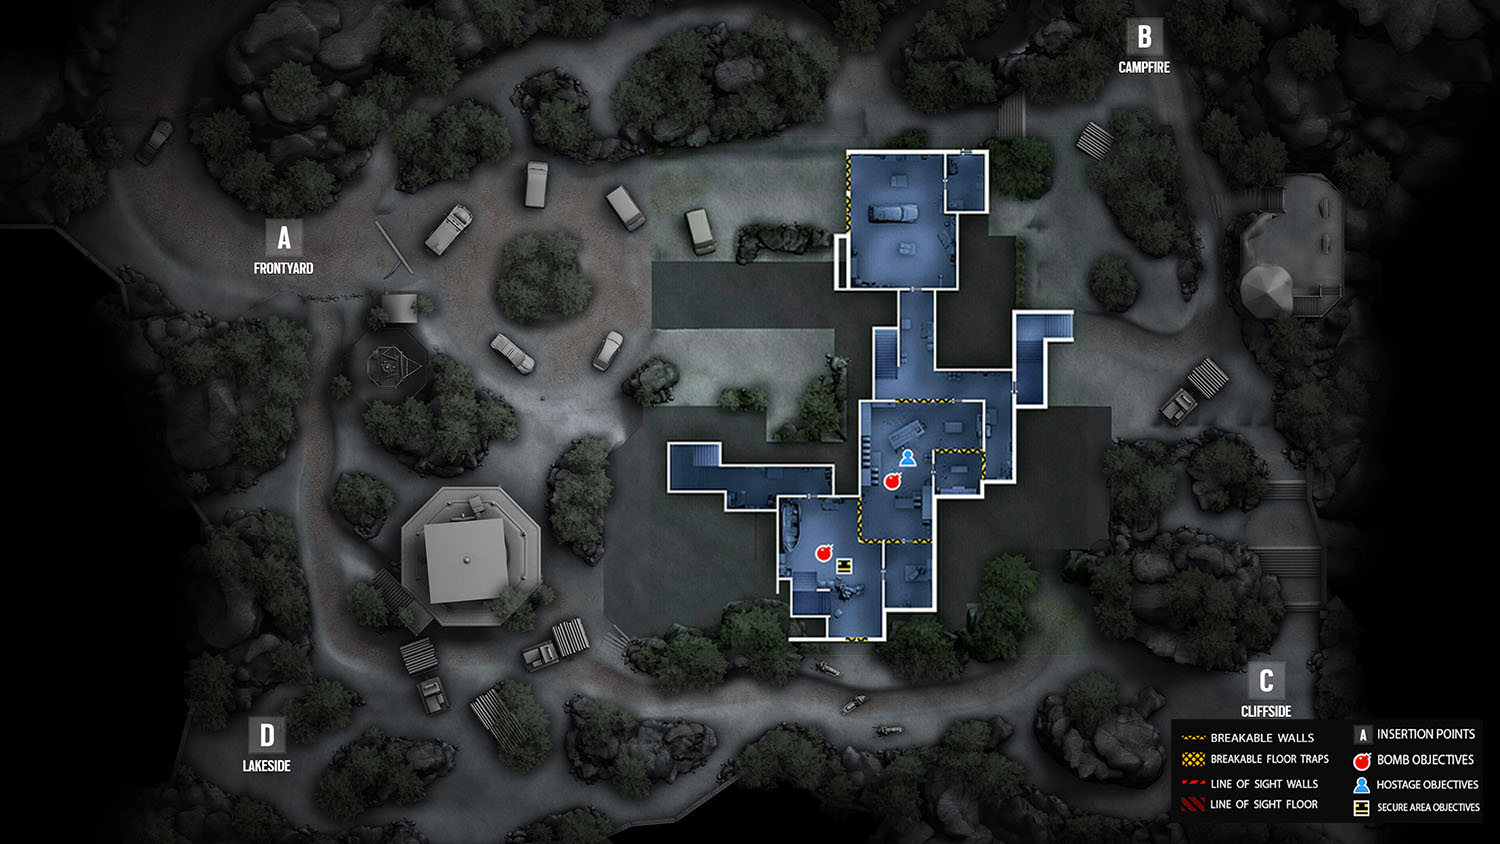 B
CAMPFIRE
A
FRONTYARD
C
CLIFFSIDE
D
LAKESIDE
BREAKABLE WALLS
BREAKABLE FLOOR TRAPS
LINE OF SIGHT WALLS
LINE OF SIGHT FLOOR
A INSERTION POINTS
BOMB OBJECTIVES
HOSTAGE OBJECTIVES
SECURE AREA OBJECTIVES